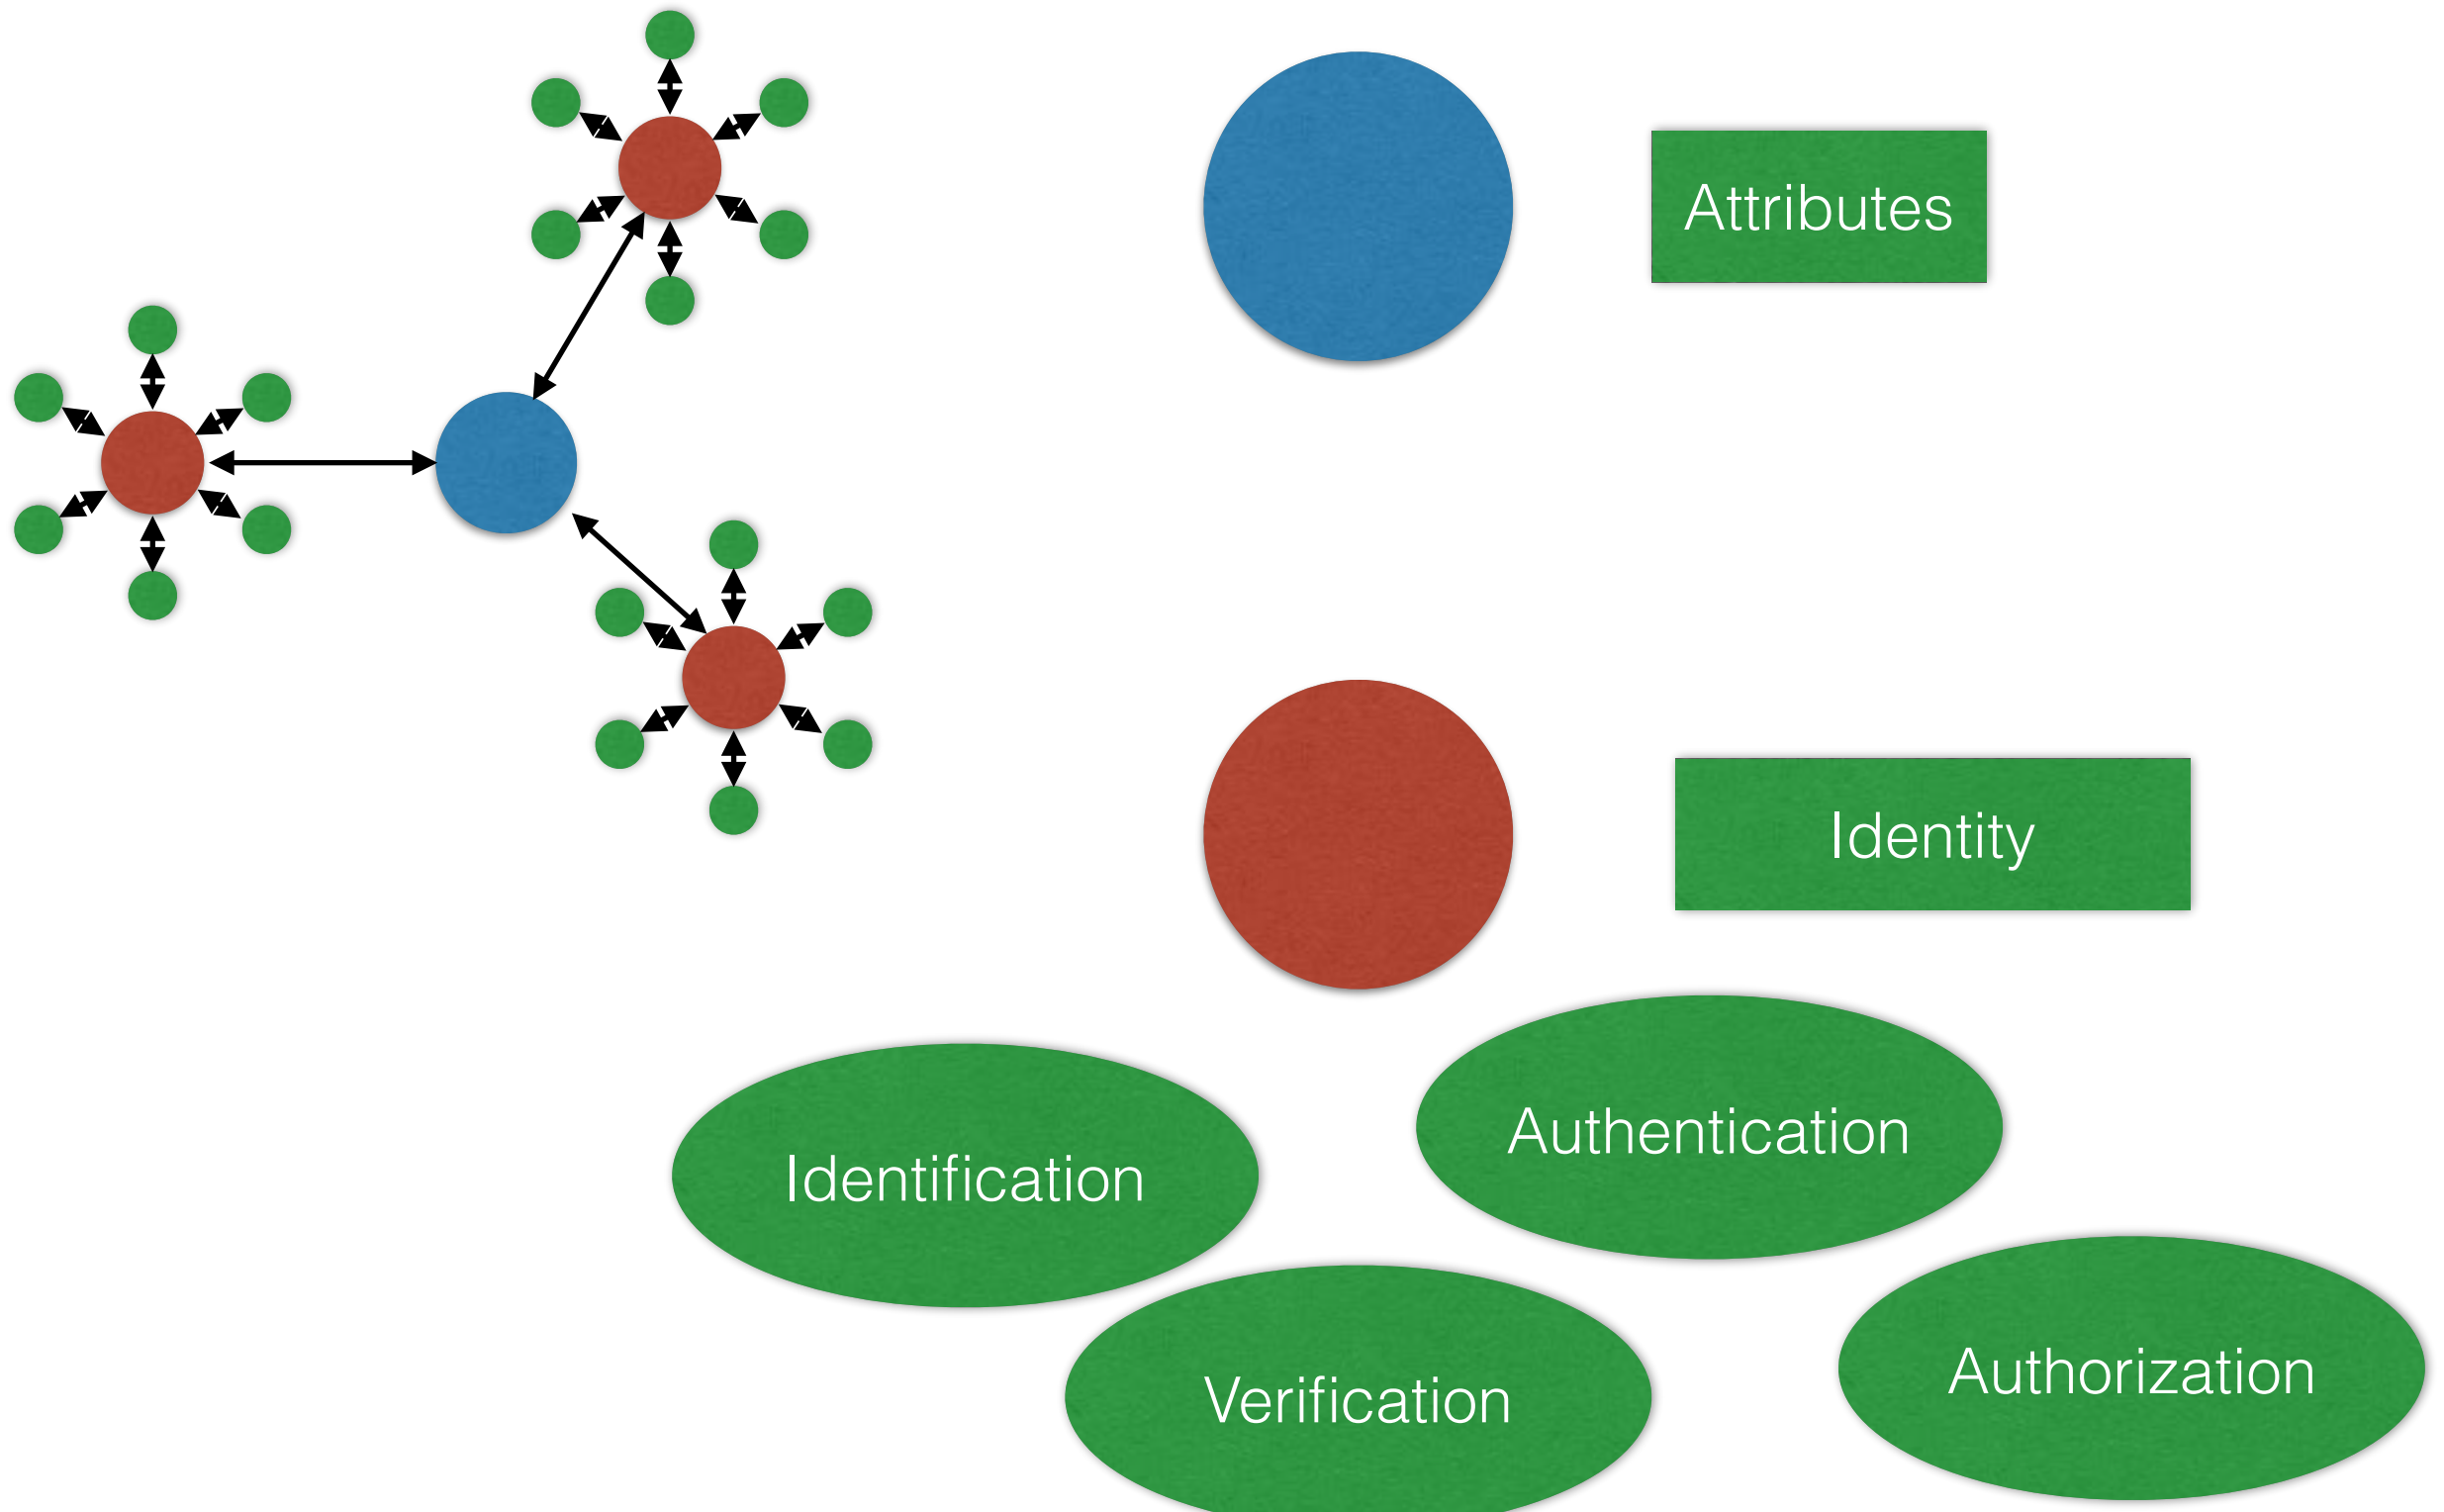 Attributes
Identity
Authentication
Identification
Authorization
Verification